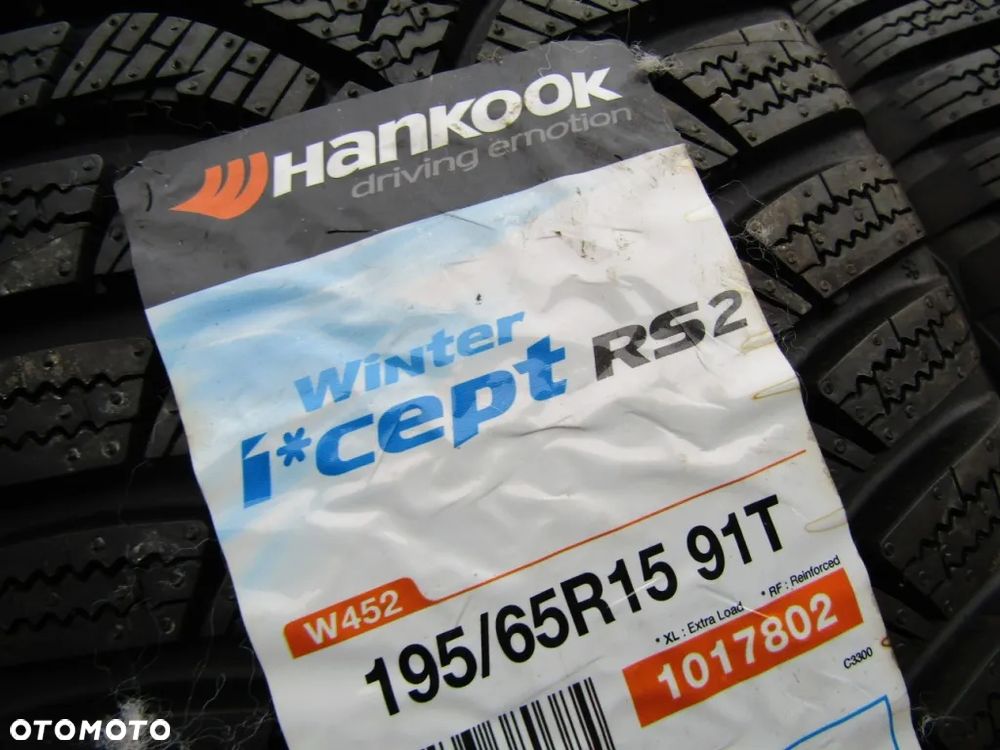 HANKOOK
driving emotion
Winter
i*cept RS2
W452
195/65R15 91T
* XL : Extra Load * RF : Reinforced
1017802
C3300
OTOMOTO